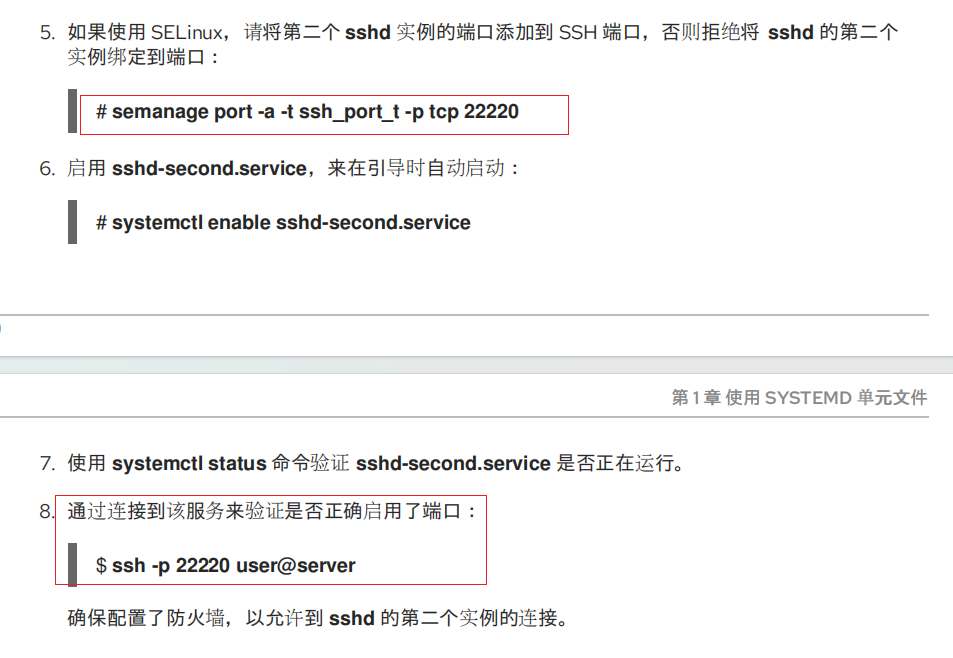 5. 如果使用 SELinux，请将第二个 sshd 实例的端口添加到 SSH 端口，否则拒绝将 sshd 的第二个
实例绑定到端口：
# semanage port -a -t ssh_port_t -p tcp 22220
6. 启用 sshd-second.service，来在引导时自动启动：
# systemctl enable sshd-second.service
第 1 章 使用 SYSTEMD 单元文件
7. 使用 systemctl status 命令验证 sshd-second.service 是否正在运行。
8. 通过连接到该服务来验证是否正确启用了端口：
$ ssh -p 22220 user@server
确保配置了防火墙，以允许到 sshd 的第二个实例的连接。